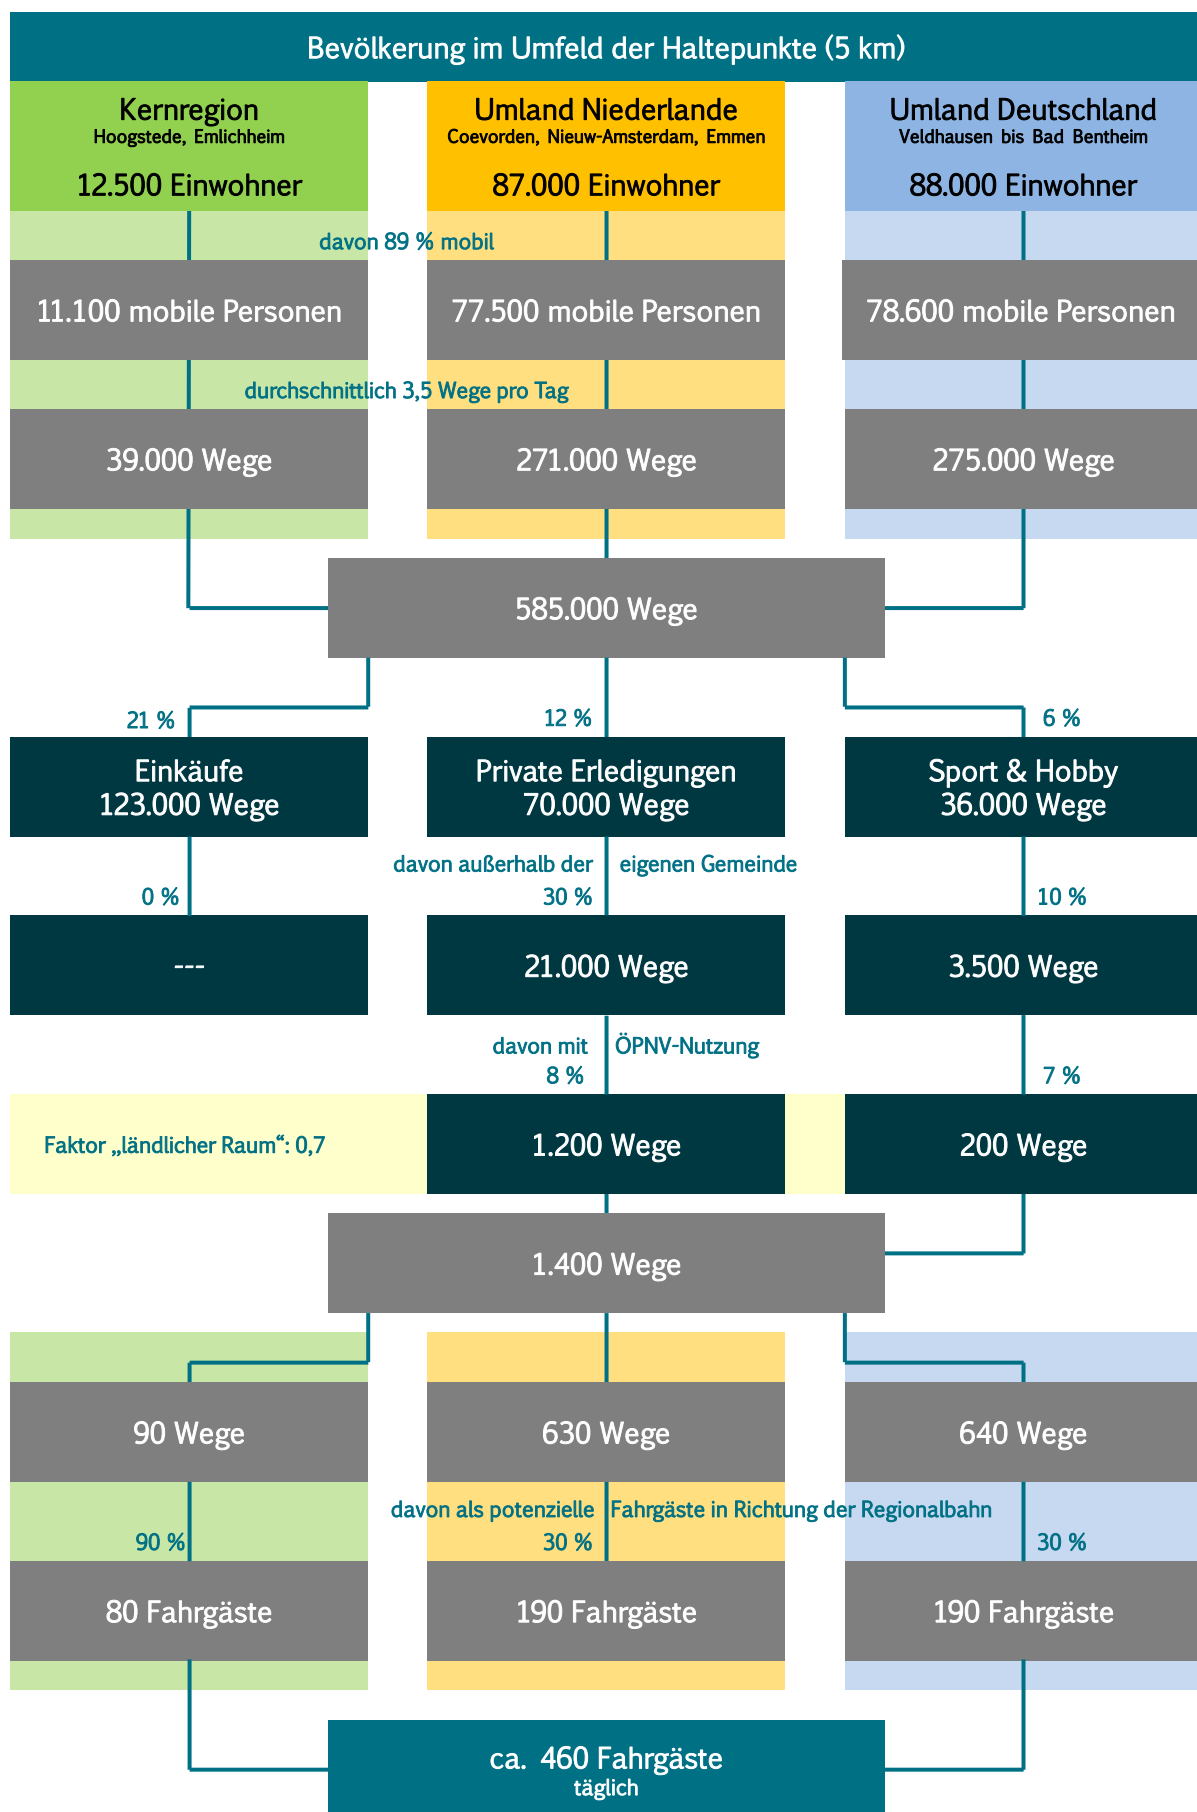 Bevölkerung im Umfeld der Haltepunkte (5 km)
Kernregion
Hoogstede, Emlichheim
12.500 Einwohner
Umland Niederlande
Coevorden, Nieuw-Amsterdam, Emmen
87.000 Einwohner
Umland Deutschland
Veldhausen bis Bad Bentheim
88.000 Einwohner
davon 89 % mobil
11.100 mobile Personen
77.500 mobile Personen
78.600 mobile Personen
durchschnittlich 3,5 Wege pro Tag
39.000 Wege
271.000 Wege
275.000 Wege
585.000 Wege
21 %
12 %
6 %
Einkäufe
123.000 Wege
Private Erledigungen
70.000 Wege
Sport & Hobby
36.000 Wege
davon außerhalb der eigenen Gemeinde
0 %
30 %
10 %
---
21.000 Wege
3.500 Wege
davon mit ÖPNV-Nutzung
8 %
7 %
Faktor „ländlicher Raum“: 0,7
1.200 Wege
200 Wege
1.400 Wege
90 Wege
630 Wege
640 Wege
davon als potenzielle Fahrgäste in Richtung der Regionalbahn
90 %
30 %
30 %
80 Fahrgäste
190 Fahrgäste
190 Fahrgäste
ca. 460 Fahrgäste
täglich